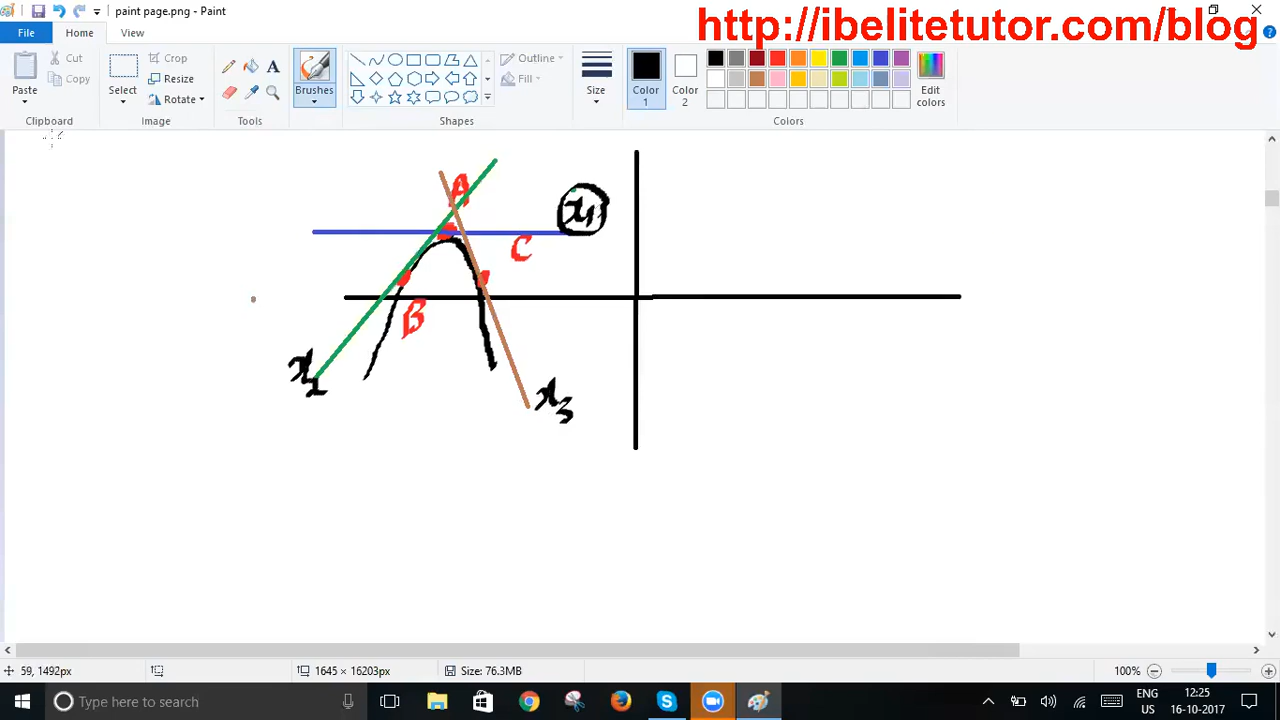 paint page.png - Paint
http://ibelitetutor.com/blog
File Home View
Cut
Copy
Paste
Clipboard
Select
Crop
Resize
Rotate
Image
Tools
Brushes
Outline
Fill
Shapes
Size
Color 1
Color 2
Edit colors
Colors
A
x1
C
B
x2
x3
59, 1492px
1645 × 16203px
Size: 76.3MB
100%
Type here to search
ENG
US
12:25
16-10-2017